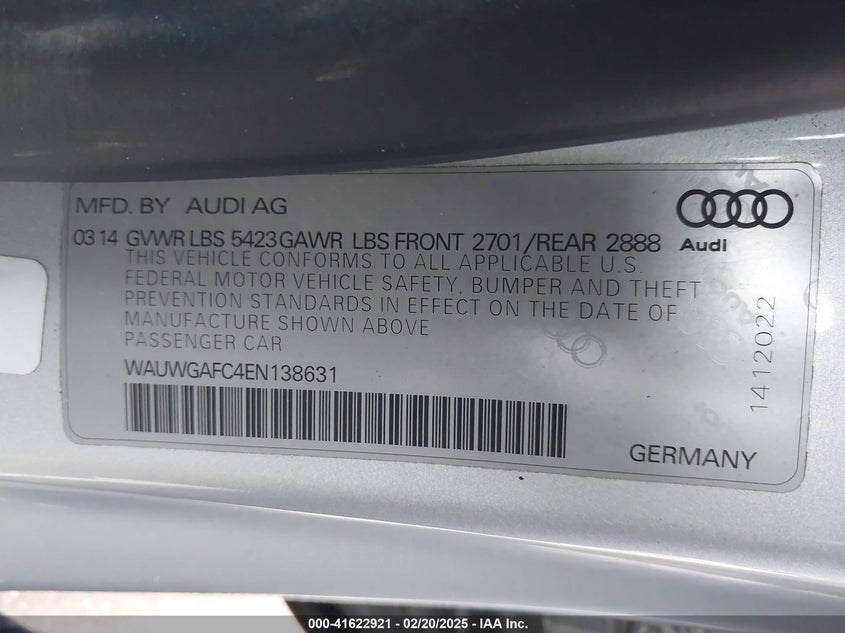 MFD. BY AUDI AG
03 14 GVWR LBS 5423 GAWR LBS FRONT 2701/REAR 2888
Audi
THIS VEHICLE CONFORMS TO ALL APPLICABLE U.S.
FEDERAL MOTOR VEHICLE SAFETY, BUMPER AND THEFT
PREVENTION STANDARDS IN EFFECT ON THE DATE OF
MANUFACTURE SHOWN ABOVE
PASSENGER CAR
WAUWGAFC4EN138631
1412022
GERMANY
000-41622921 - 02/20/2025 - IAA Inc.